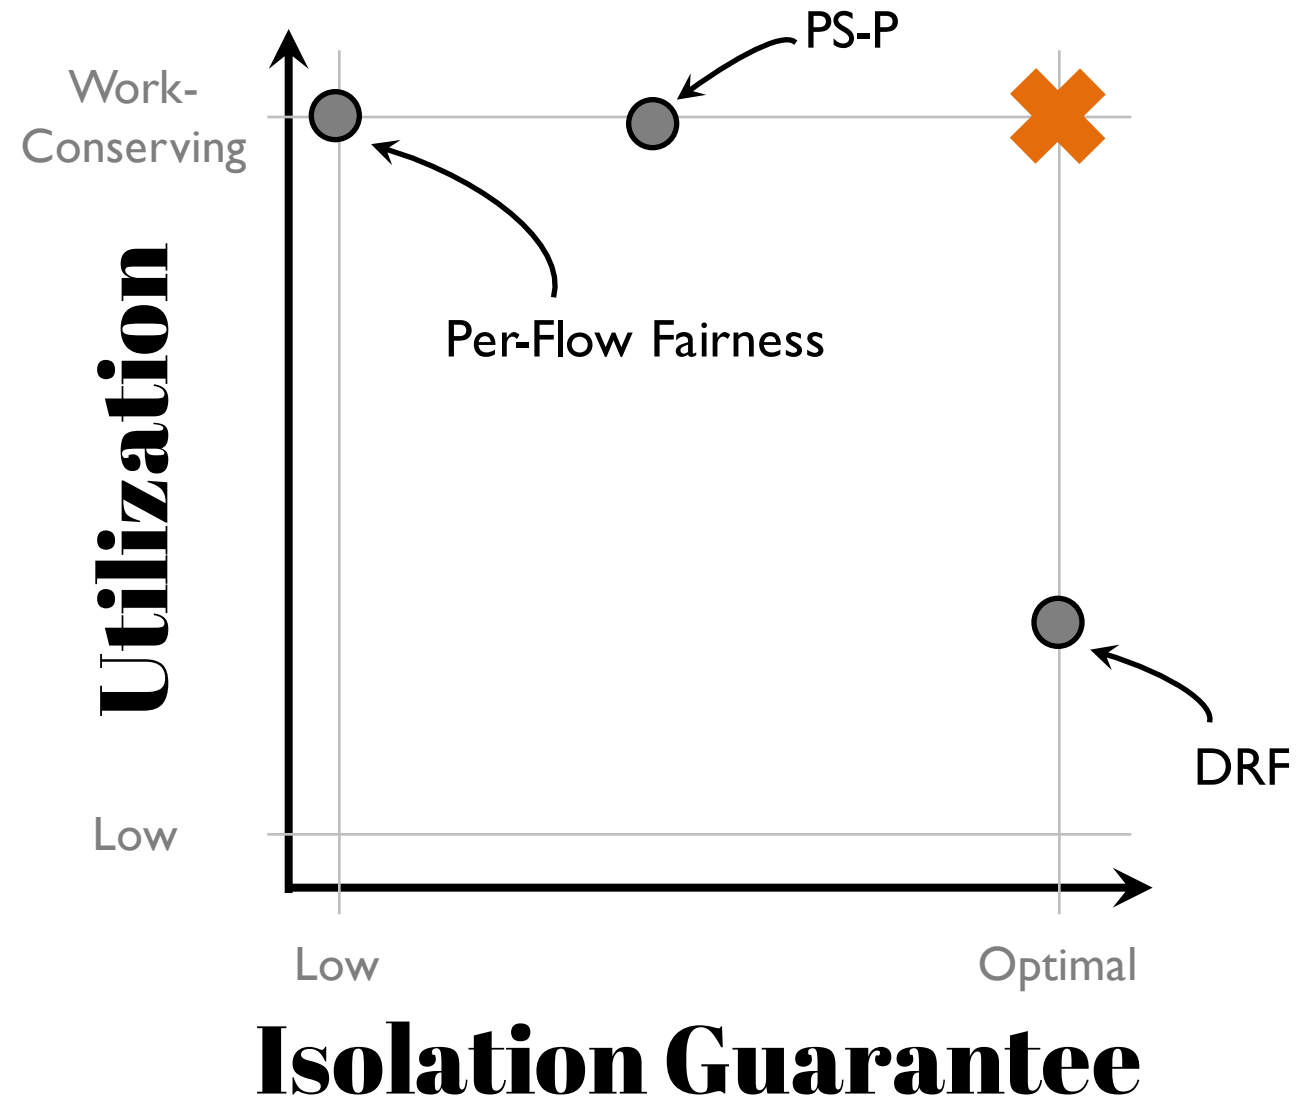 PS-P
Work-
Conserving
Per-Flow Fairness
Utilization
DRF
Low
Low
Optimal
Isolation Guarantee